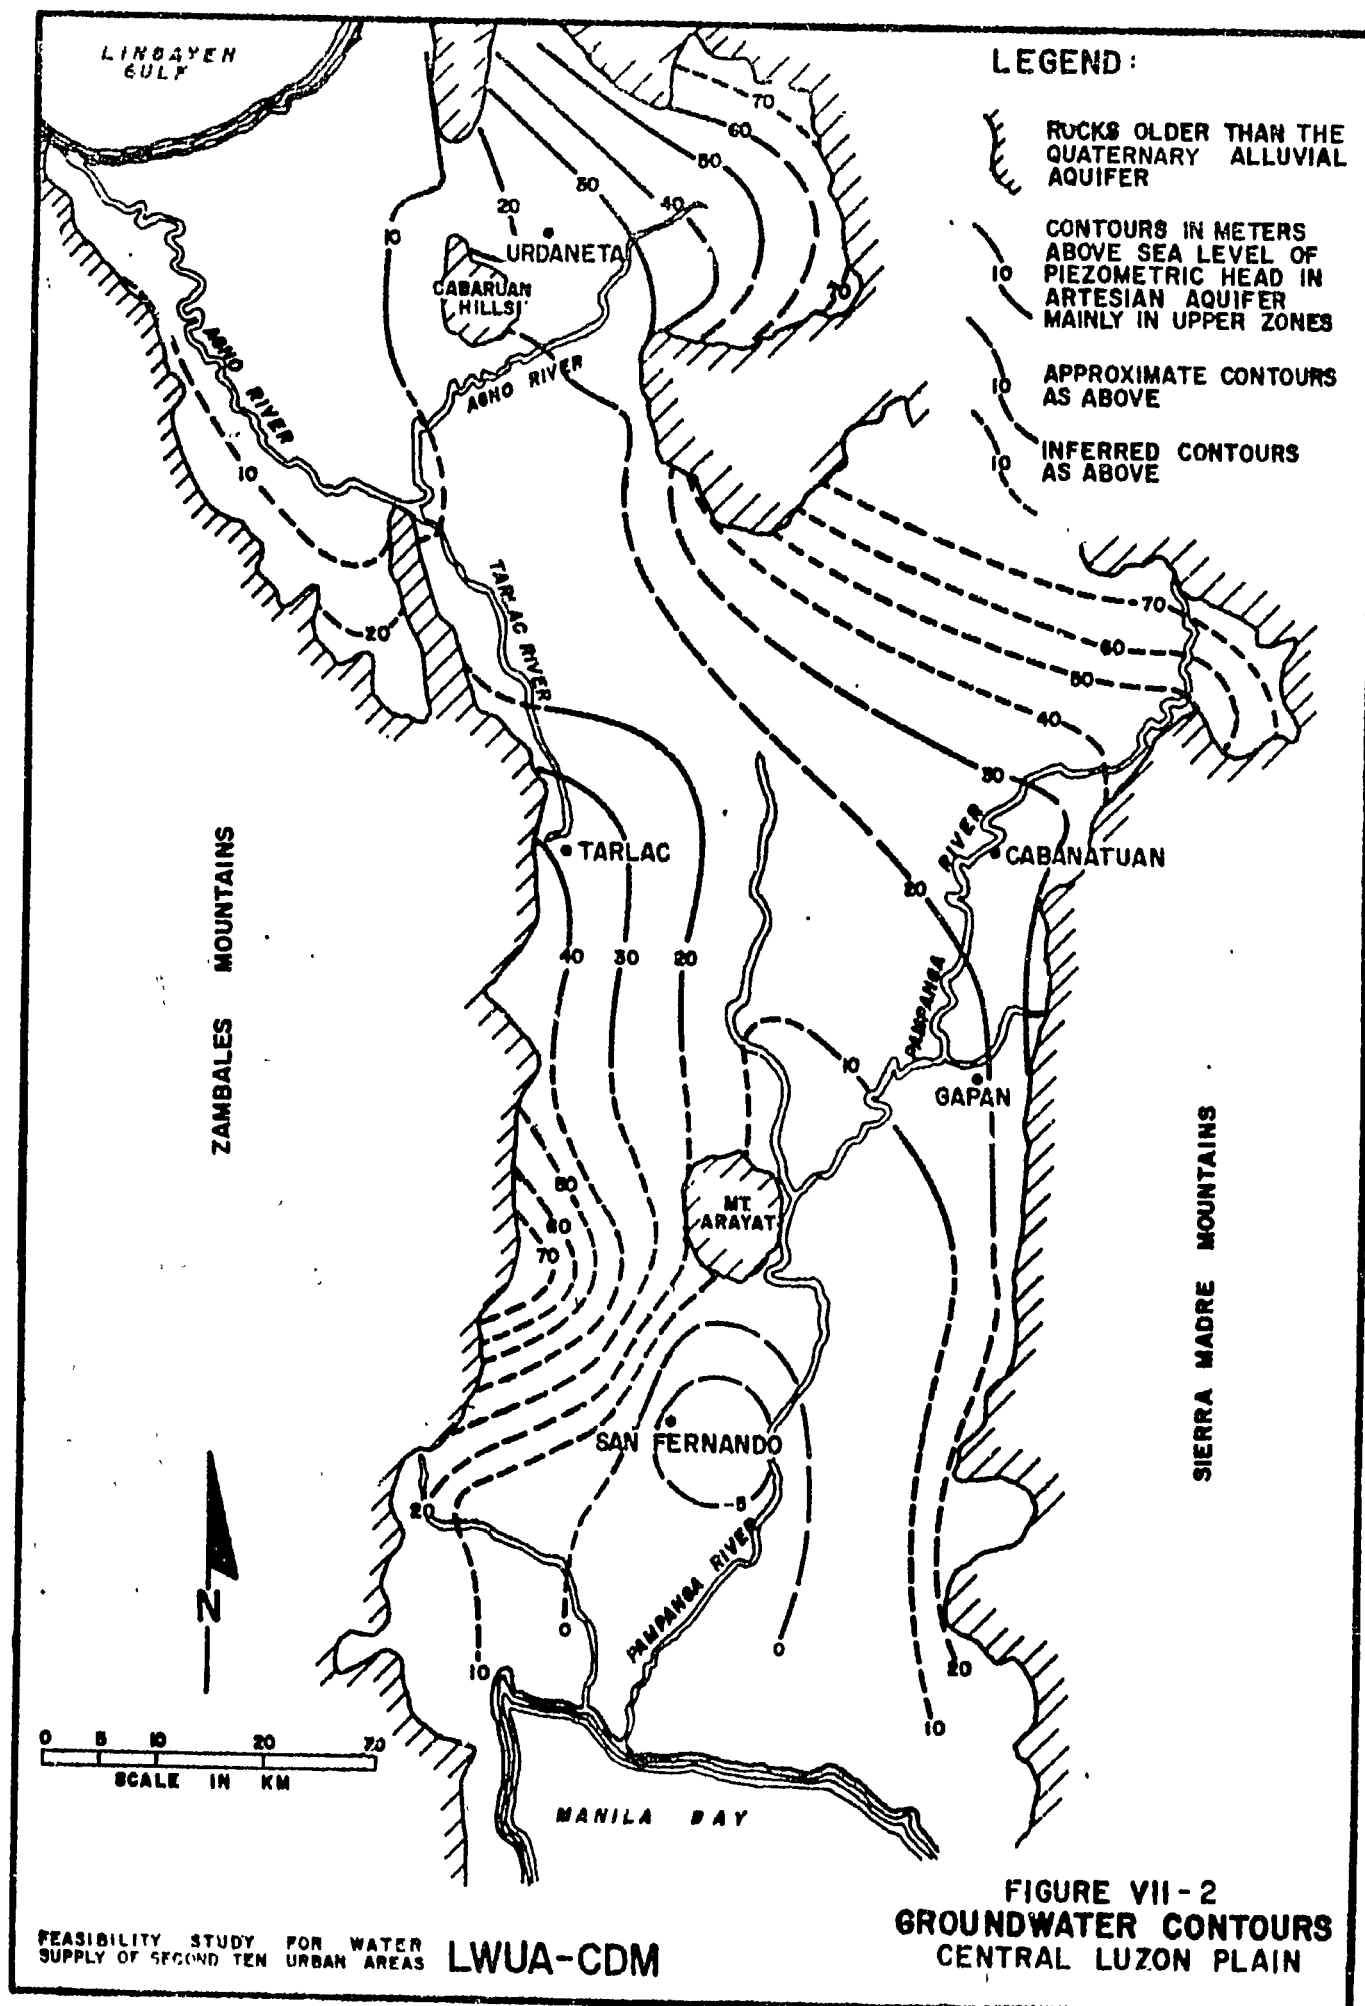 LINGAYEN
GULF
LEGEND:
ROCKS OLDER THAN THE
QUATERNARY ALLUVIAL
AQUIFER
CONTOURS IN METERS
ABOVE SEA LEVEL OF
PIEZOMETRIC HEAD IN
ARTESIAN AQUIFER
MAINLY IN UPPER ZONES
10
APPROXIMATE CONTOURS
AS ABOVE
10
INFERRED CONTOURS
AS ABOVE
10
70
60
50
30
40
20
10
URDANETA
CABARUAN
HILLS
70
AGNO RIVER
AGNO RIVER
10
TARLAC RIVER
20
70
60
50
40
30
TARLAC
RIVER
CABANATUAN
20
ZAMBALES MOUNTAINS
40 30 20
PAMPANGA
10
GAPAN
50
60
70
MT.
ARAYAT
SIERRA MADRE MOUNTAINS
SAN FERNANDO
-5
20
PAMPANGA RIVER
N
0
0
10
20
10
0 5 10 20 30
SCALE IN KM
MANILA BAY
FIGURE VII-2
GROUNDWATER CONTOURS
CENTRAL LUZON PLAIN
FEASIBILITY STUDY FOR WATER
SUPPLY OF SECOND TEN URBAN AREAS
LWUA-CDM